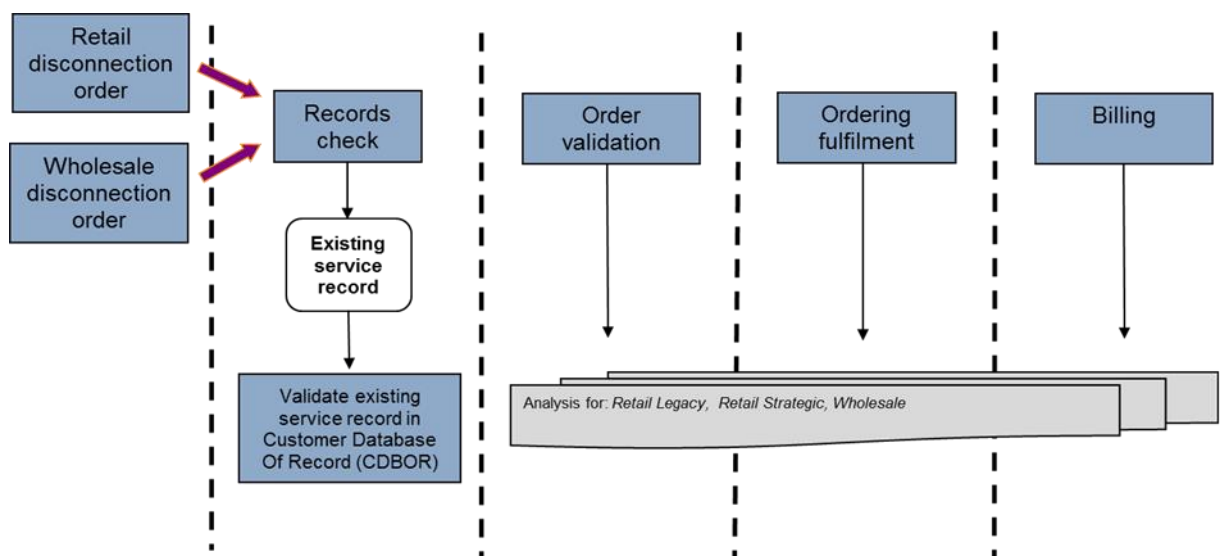 Retail
disconnection
order
Wholesale
disconnection
order
Records
check
Existing
service
record
Validate existing
service record in
Customer Database
Of Record (CDBOR)
Order
validation
Ordering
fulfilment
Billing
Analysis for: Retail Legacy, Retail Strategic, Wholesale